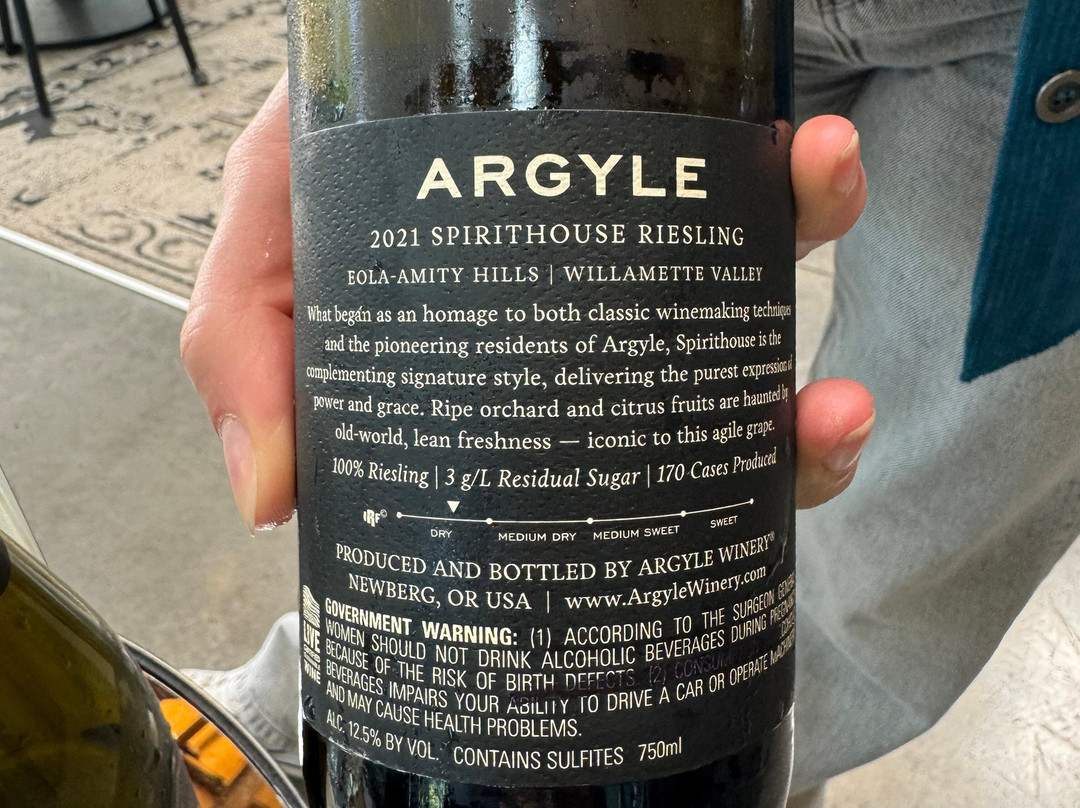 ARGYLE
2021 SPIRITHOUSE RIESLING
EOLA-AMITY HILLS | WILLAMETTE VALLEY
What began as an homage to both classic winemaking techniques
and the pioneering residents of Argyle, Spirithouse is the
complementing signature style, delivering the purest expression of
power and grace. Ripe orchard and citrus fruits are haunted by
old-world, lean freshness — iconic to this agile grape.
100% Riesling | 3 g/L Residual Sugar | 170 Cases Produced
IRF©
DRY MEDIUM DRY MEDIUM SWEET SWEET
PRODUCED AND BOTTLED BY ARGYLE WINERY®
NEWBERG, OR USA | www.ArgyleWinery.com
LIVE
WINE
GOVERNMENT WARNING: (1) ACCORDING TO THE SURGEON
WOMEN SHOULD NOT DRINK ALCOHOLIC BEVERAGES DURING
BECAUSE OF THE RISK OF BIRTH DEFECTS. (2)
BEVERAGES IMPAIRS YOUR ABILITY TO DRIVE A CAR OR OPERATE
AND MAY CAUSE HEALTH PROBLEMS.
ALC. 12.5% BY VOL. CONTAINS SULFITES 750ml